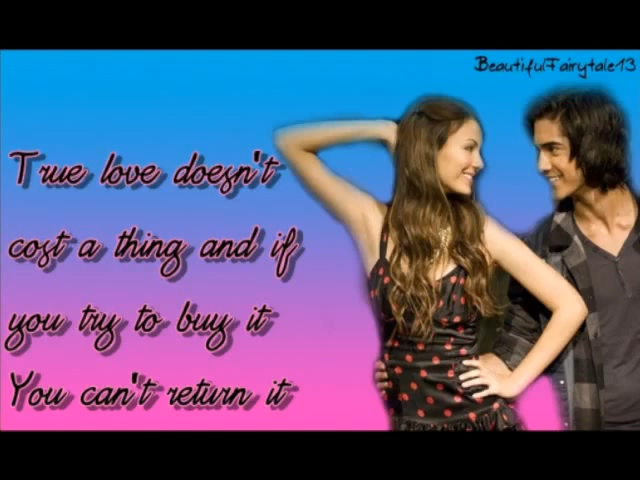 BeautifulFairytale13
True love doesn't
cost a thing and if
you try to buy it
You can't return it